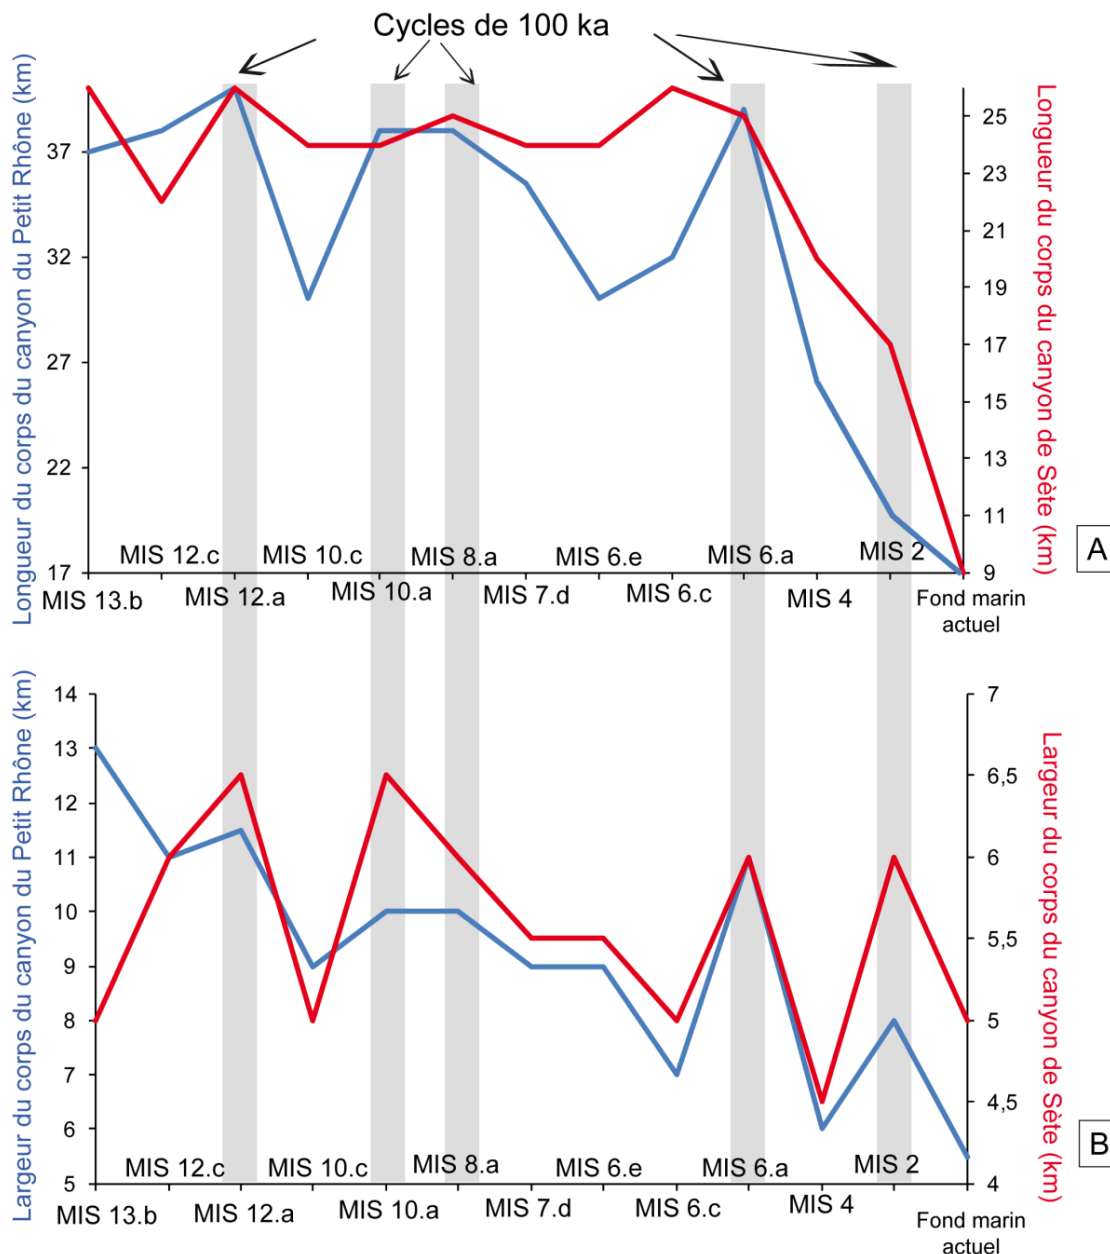 Cycles de 100 ka
Longueur du corps du canyon du Petit Rhône (km)
37
32
27
22
17
25
23
21
19
17
15
13
11
9
Longueur du corps du canyon de Sète (km)
A
MIS 12.c MIS 10.c MIS 8.a MIS 6.e MIS 6.a MIS 2
MIS 13.b MIS 12.a MIS 10.a MIS 7.d MIS 6.c MIS 4 Fond marin
actuel
Largeur du corps du canyon du Petit Rhône (km)
14
13
12
11
10
9
8
7
6
5
7
6,5
6
5,5
5
4,5
4
Largeur du corps du canyon de Sète (km)
B
MIS 12.c MIS 10.c MIS 8.a MIS 6.e MIS 6.a MIS 2
MIS 13.b MIS 12.a MIS 10.a MIS 7.d MIS 6.c MIS 4 Fond marin
actuel